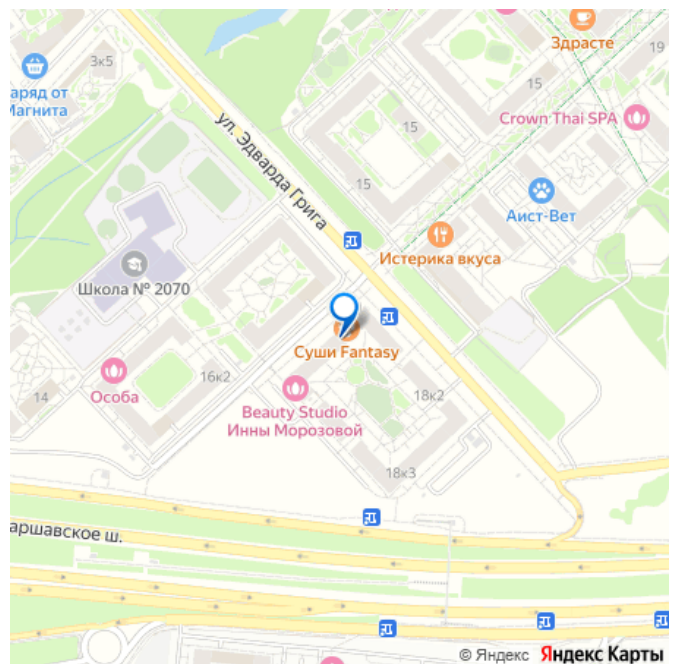 Здрасте
3к5
19
аряд от
Магнита
15
Crown Thai SPA
15
ул. Эдварда Грига
15
Аист-Вет
Истерика вкуса
Школа № 2070
Суши Fantasy
16к2
Особа
14
18к2
Beauty Studio
Инны Морозовой
18к3
аршавское ш.
© Яндекс Яндекс Карты